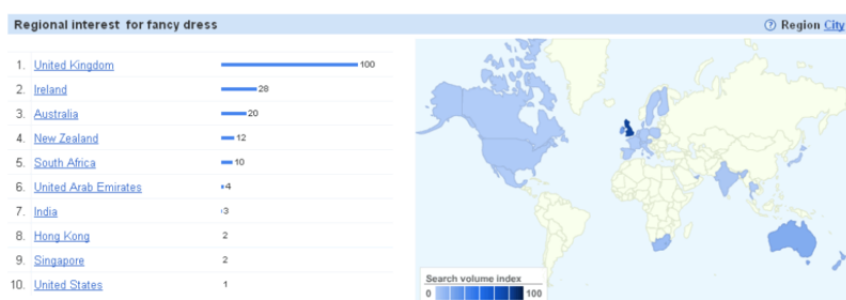 Regional interest for fancy dress
? Region City
1. United Kingdom 100
2. Ireland 28
3. Australia 20
4. New Zealand 12
5. South Africa 10
6. United Arab Emirates 4
7. India 3
8. Hong Kong 2
9. Singapore 2
10. United States 1
Search volume index
0 100